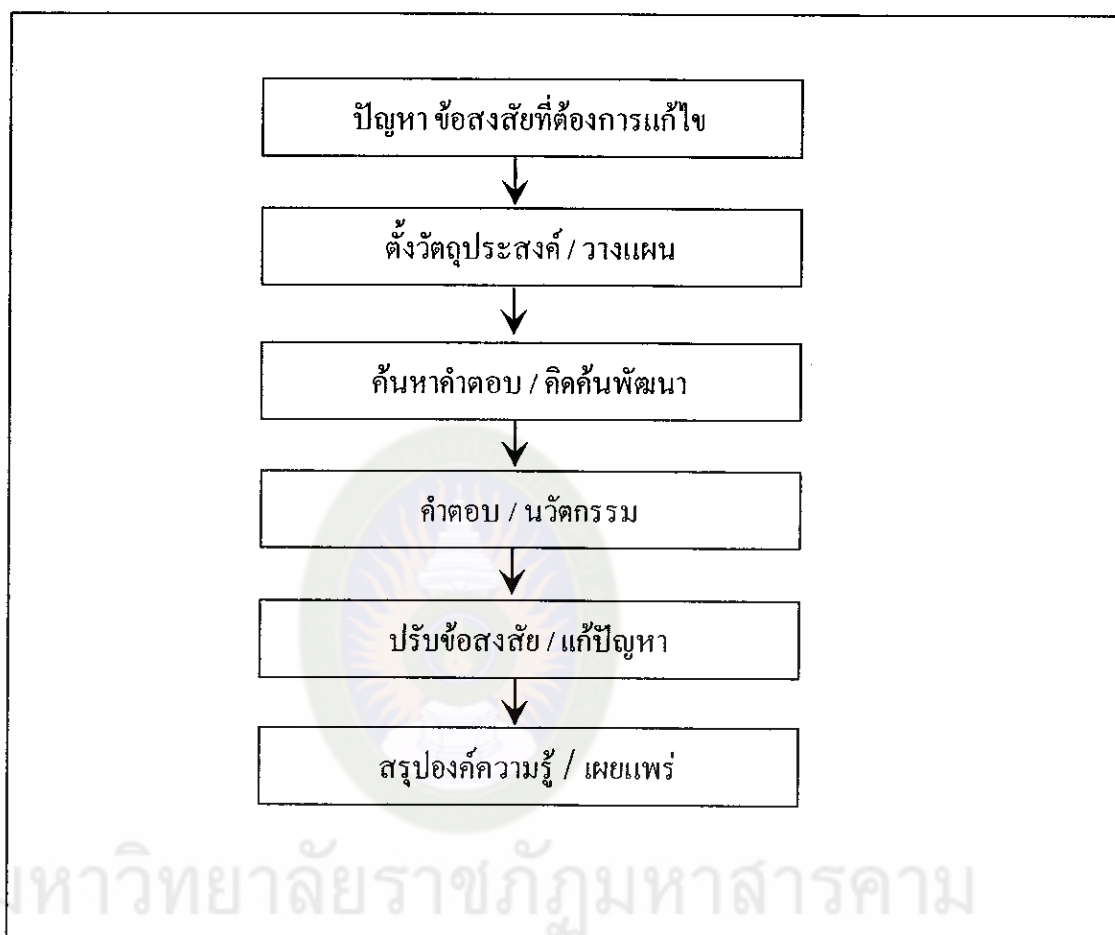 ปัญหา ข้อสงสัยที่ต้องการแก้ไข
ตั้งวัตถุประสงค์ / วางแผน
ค้นหาคำตอบ / คิดค้นพัฒนา
คำตอบ / นวัตกรรม
ปรับข้อสงสัย / แก้ปัญหา
สรุปองค์ความรู้ / เผยแพร่
มหาวิทยาลัยราชภัฏมหาสารคาม